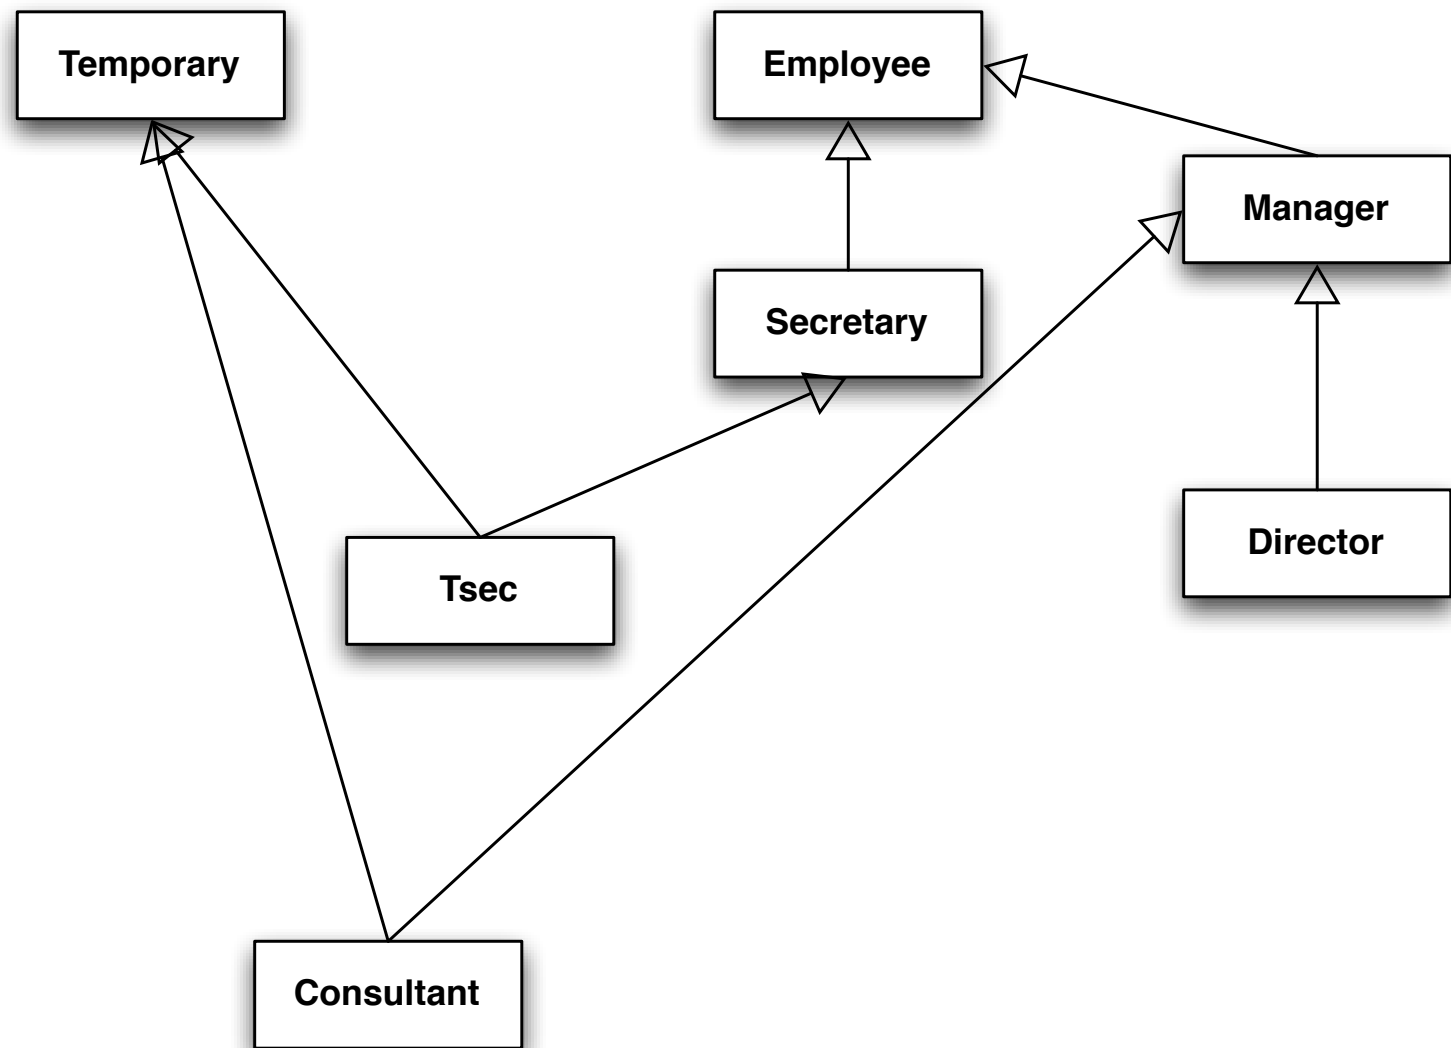 Temporary
Employee
Manager
Secretary
Director
Tsec
Consultant